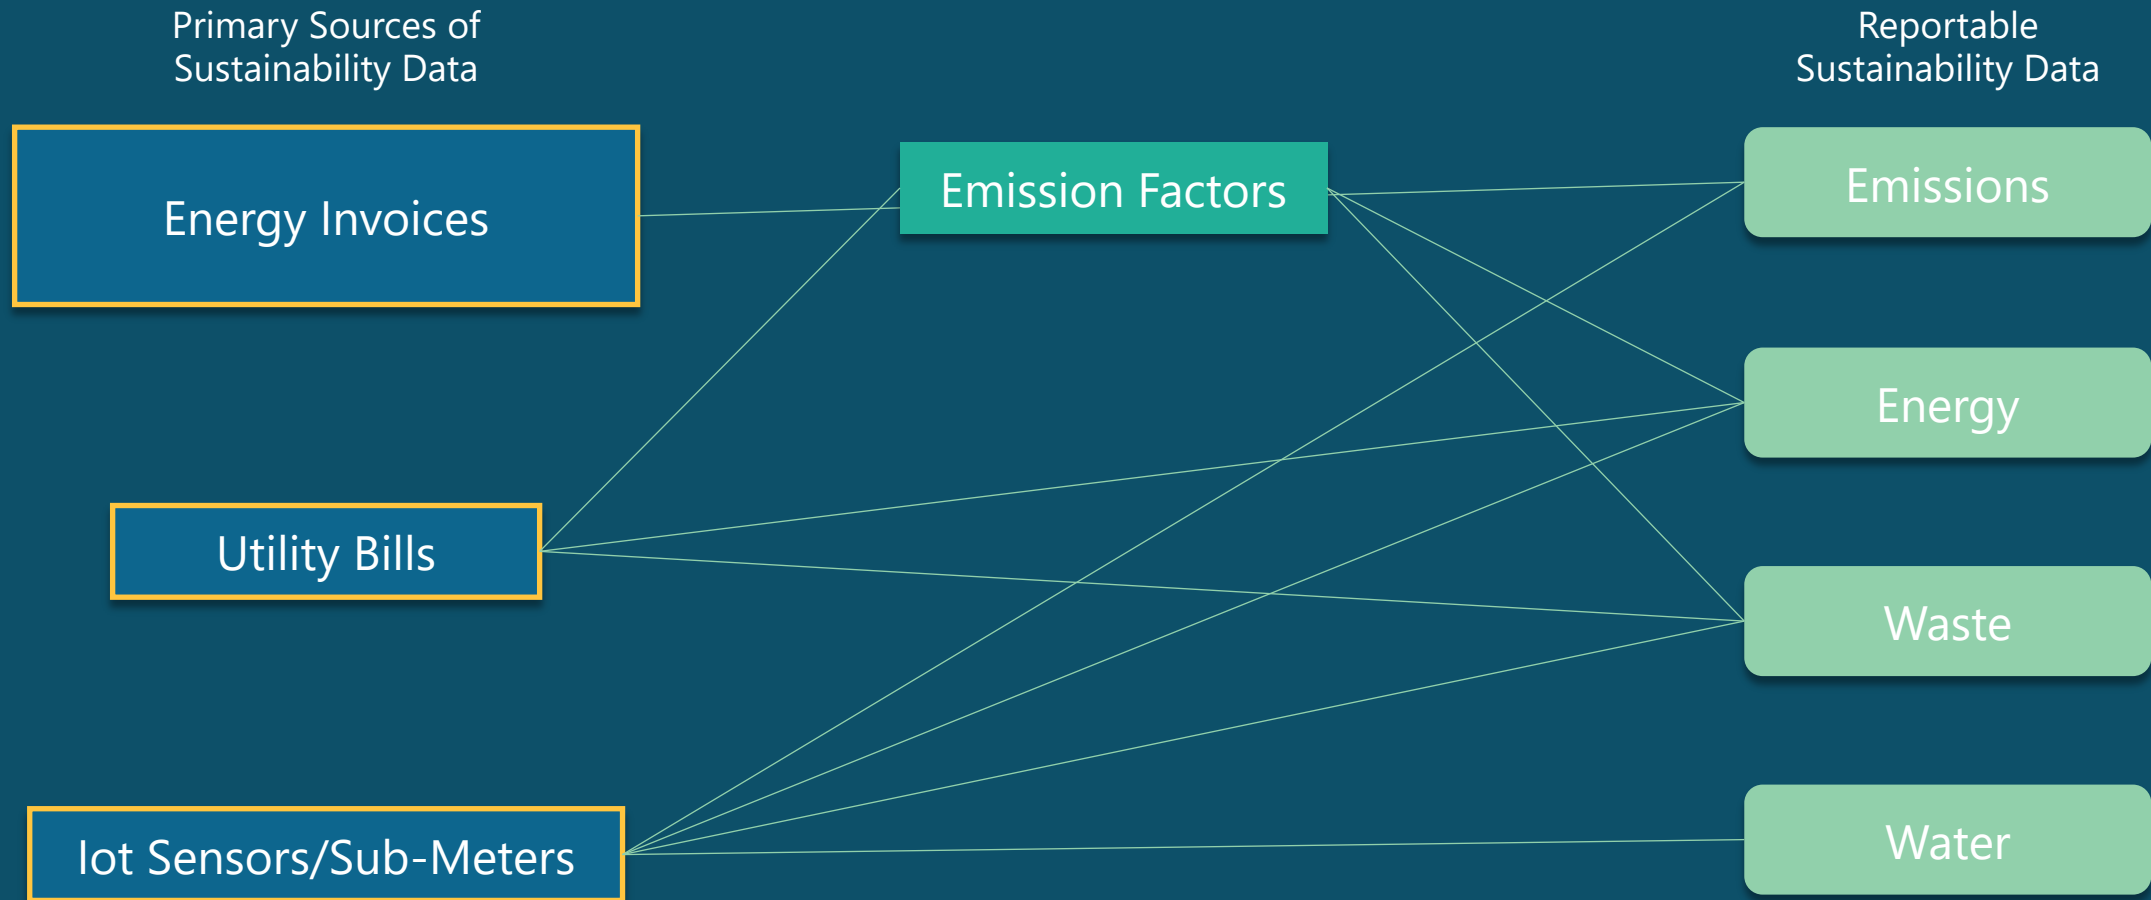 Primary Sources of
Sustainability Data
Reportable
Sustainability Data
Energy Invoices
Emission Factors
Emissions
Energy
Utility Bills
Waste
Iot Sensors/Sub-Meters
Water